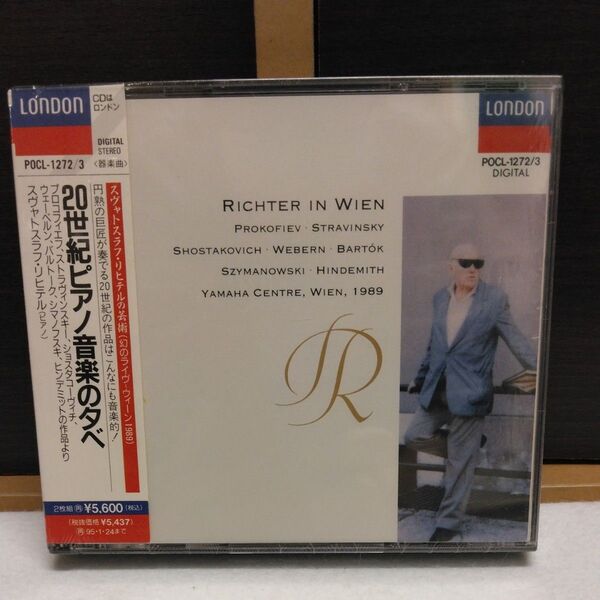 LONDON
CDは
ロンドン
DIGITAL
STEREO
POCL-1272/3
〈器楽曲〉
スヴャトスラフ・リヒテルの芸術(幻のライヴ・ウィーン1989)
円熟の巨匠が奏でる20世紀の作品はこんなにも音楽的!
20世紀ピアノ音楽の夕べ
プロコフィエフ、ストラヴィンスキー、ショスタコーヴィチ、
ウェーベルン、バルトーク、シマノフスキ、ヒンデミットの作品より
スヴャトスラフ・リヒテル(ピアノ)
2枚組 再 ¥5,600(税込)
(税抜価格 ¥5,437)
再 95・1・24まで
RICHTER IN WIEN
PROKOFIEV · STRAVINSKY
SHOSTAKOVICH · WEBERN · BARTÓK
SZYMANOWSKI · HINDEMITH
YAMAHA CENTRE, WIEN, 1989
R
LONDON
POCL-1272/3
DIGITAL